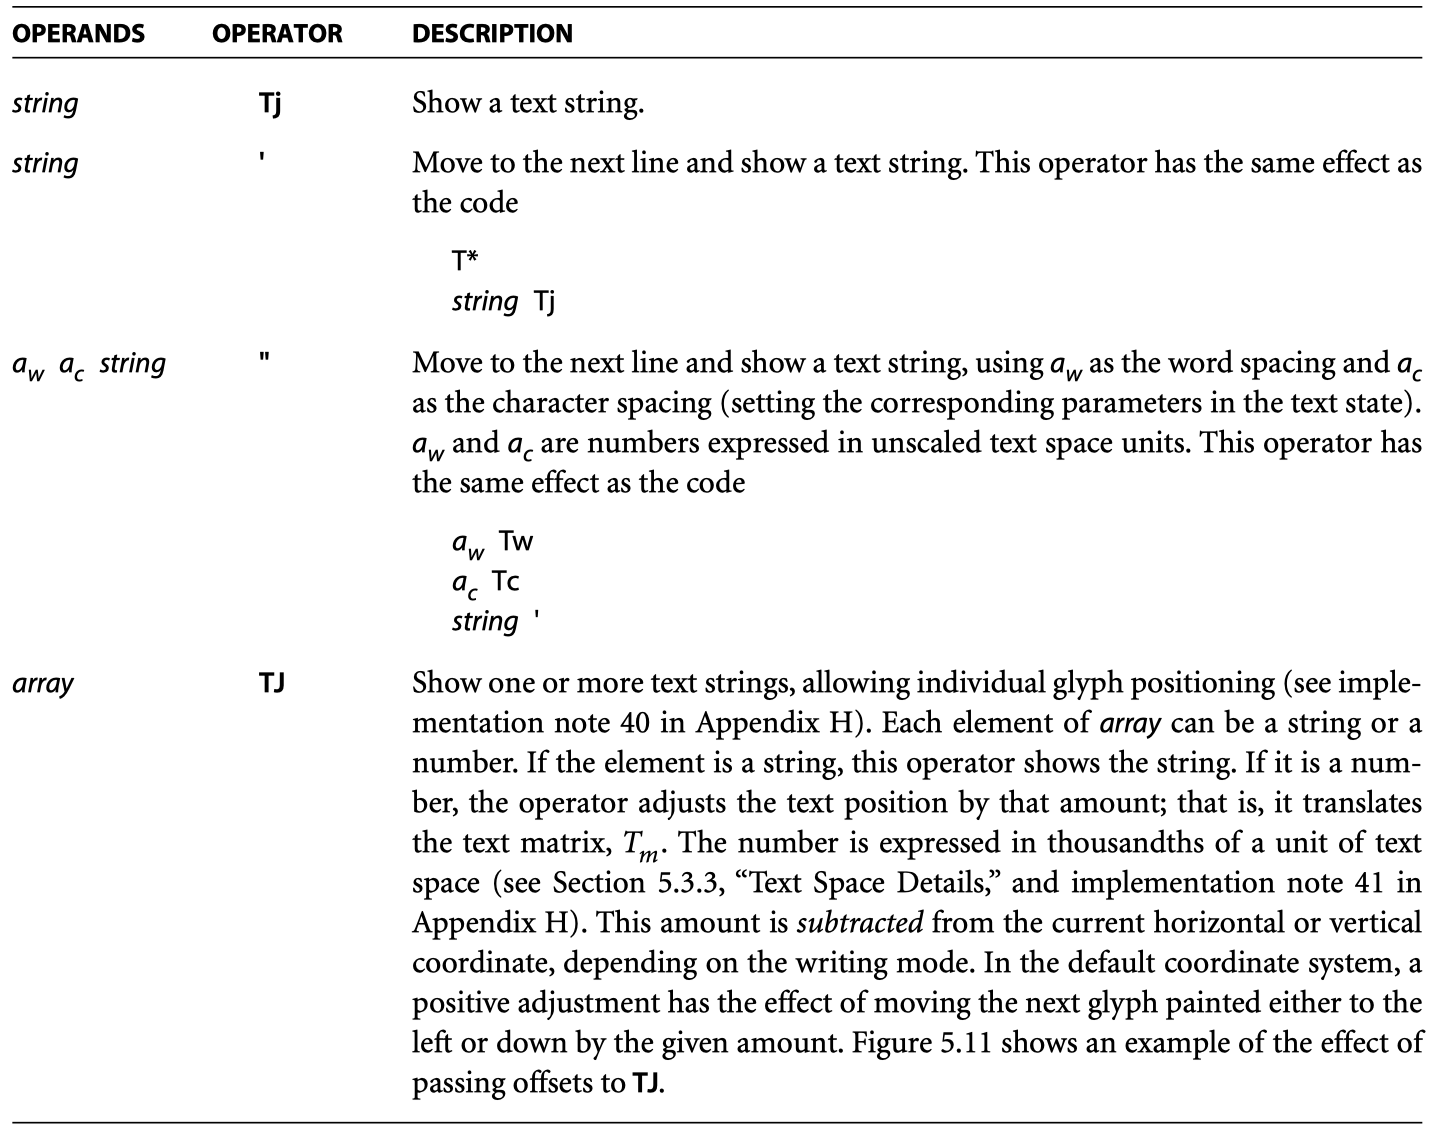 OPERANDS OPERATOR DESCRIPTION
string Tj Show a text string.
string ' Move to the next line and show a text string. This operator has the same effect as
the code
T*
string Tj
a_w a_c string " Move to the next line and show a text string, using a_w as the word spacing and a_c
as the character spacing (setting the corresponding parameters in the text state).
a_w and a_c are numbers expressed in unscaled text space units. This operator has
the same effect as the code
a_w Tw
a_c Tc
string '
array TJ Show one or more text strings, allowing individual glyph positioning (see imple-
mentation note 40 in Appendix H). Each element of array can be a string or a
number. If the element is a string, this operator shows the string. If it is a num-
ber, the operator adjusts the text position by that amount; that is, it translates
the text matrix, T_m. The number is expressed in thousandths of a unit of text
space (see Section 5.3.3, “Text Space Details,” and implementation note 41 in
Appendix H). This amount is subtracted from the current horizontal or vertical
coordinate, depending on the writing mode. In the default coordinate system, a
positive adjustment has the effect of moving the next glyph painted either to the
left or down by the given amount. Figure 5.11 shows an example of the effect of
passing offsets to TJ.